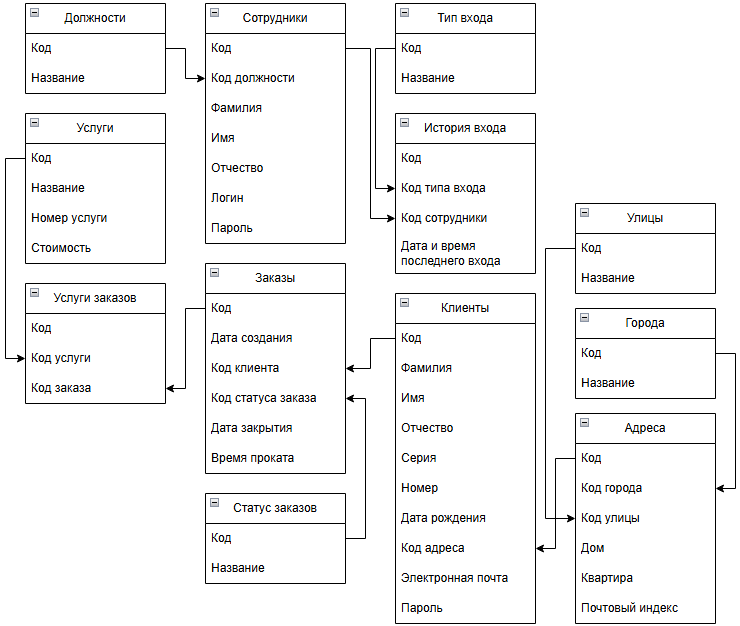 Должности
Код
Название
Услуги
Код
Название
Номер услуги
Стоимость
Услуги заказов
Код
Код услуги
Код заказа
Сотрудники
Код
Код должности
Фамилия
Имя
Отчество
Логин
Пароль
Заказы
Код
Дата создания
Код клиента
Код статуса заказа
Дата закрытия
Время проката
Статус заказов
Код
Название
Тип входа
Код
Название
История входа
Код
Код типа входа
Код сотрудники
Дата и время
последнего входа
Клиенты
Код
Фамилия
Имя
Отчество
Серия
Номер
Дата рождения
Код адреса
Электронная почта
Пароль
Улицы
Код
Название
Города
Код
Название
Адреса
Код
Код города
Код улицы
Дом
Квартира
Почтовый индекс